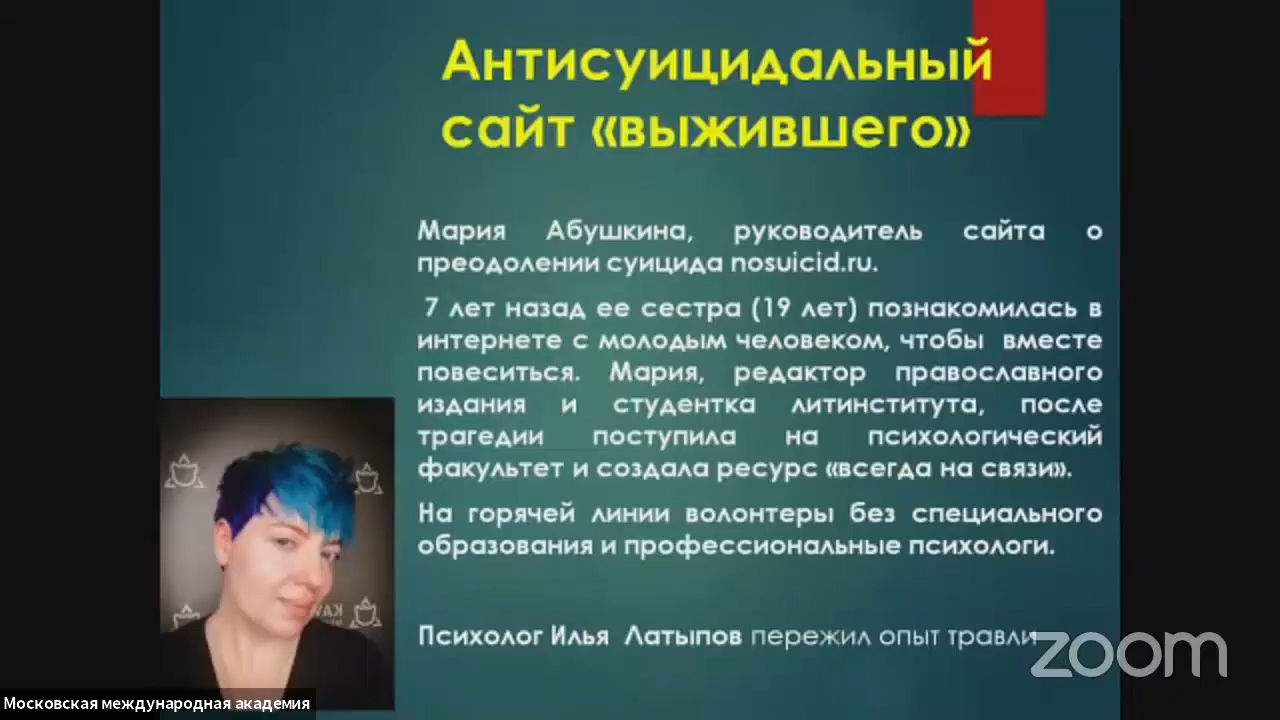 Антисуицидальный
сайт «выжившего»
Мария Абушкина, руководитель сайта о
преодолении суицида nosuicid.ru.
7 лет назад ее сестра (19 лет) познакомилась в
интернете с молодым человеком, чтобы вместе
повеситься. Мария, редактор православного
издания и студентка литинститута, после
трагедии поступила на психологический
факультет и создала ресурс «всегда на связи».
На горячей линии волонтеры без специального
образования и профессиональные психологи.
Психолог Илья Латыпов пережил опыт травли
zoom
Московская международная академия